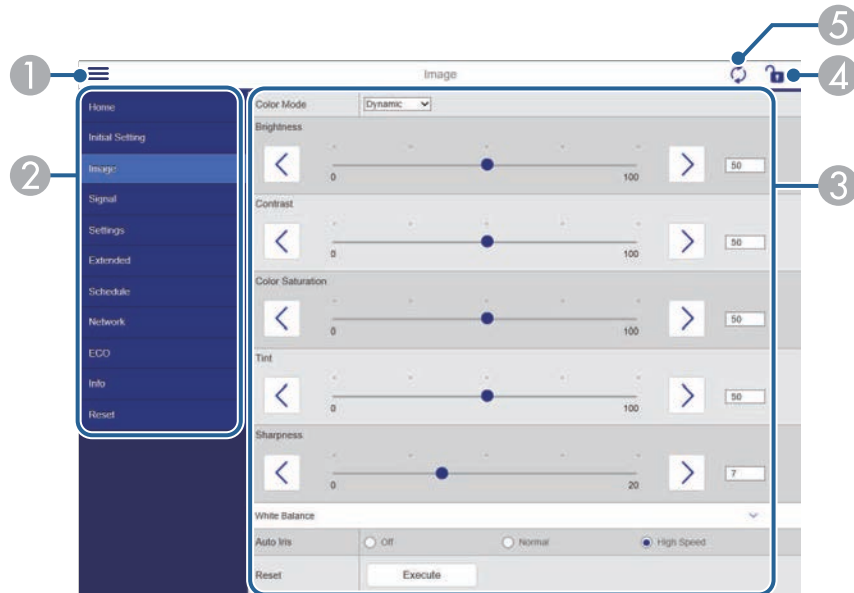 5
1
Image
4
Home
Initial Setting
Image
Signal
Settings
Extended
Schedule
Network
ECO
Info
Reset
2
Color Mode Dynamic
Brightness
0 100 50
3
Contrast
0 100 50
Color Saturation
0 100 50
Tint
0 100 50
Sharpness
0 20 7
White Balance
Auto Iris Off Normal High Speed
Reset Execute